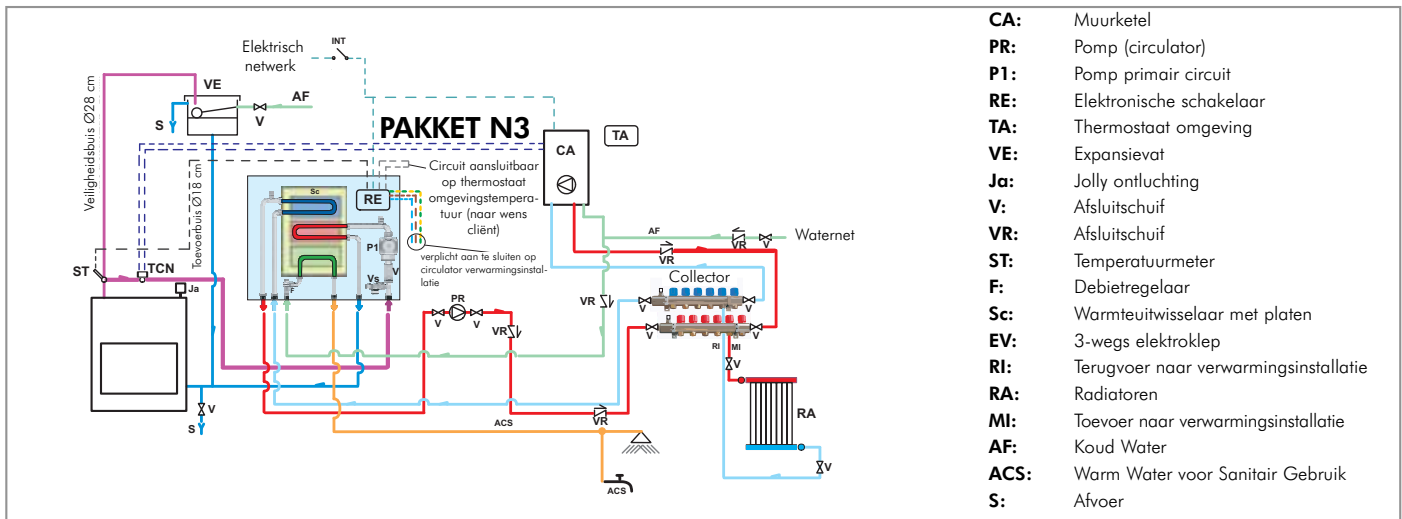 Elektrisch
netwerk
INT
VE
AF
V
S
PAKKET N3
TA
CA
Veiligheidsbuis Ø28 cm
Toevoerbuis Ø18 cm
Sc
RE
Circuit aansluitbaar
op thermostaat
omgevingstempera-
tuur (naar wens
cliënt)
P1
verplicht aan te sluiten op
circulator verwarmingsinstal-
latie
AF
VR
V
Waternet
VR
ST
TCN
Ja
V
Vs
F
Collector
V
V
PR
V
V
VR
VR
V
V
RI
MI
V
RA
V
S
V
ACS
VR
ACS
CA: Muurketel
PR: Pomp (circulator)
P1: Pomp primair circuit
RE: Elektronische schakelaar
TA: Thermostaat omgeving
VE: Expansievat
Ja: Jolly ontluchting
V: Afsluitschuif
VR: Afsluitschuif
ST: Temperatuurmeter
F: Debietregelaar
Sc: Warmteuitwisselaar met platen
EV: 3-wegs elektroklep
RI: Terugvoer naar verwarmingsinstallatie
RA: Radiatoren
MI: Toevoer naar verwarmingsinstallatie
AF: Koud Water
ACS: Warm Water voor Sanitair Gebruik
S: Afvoer